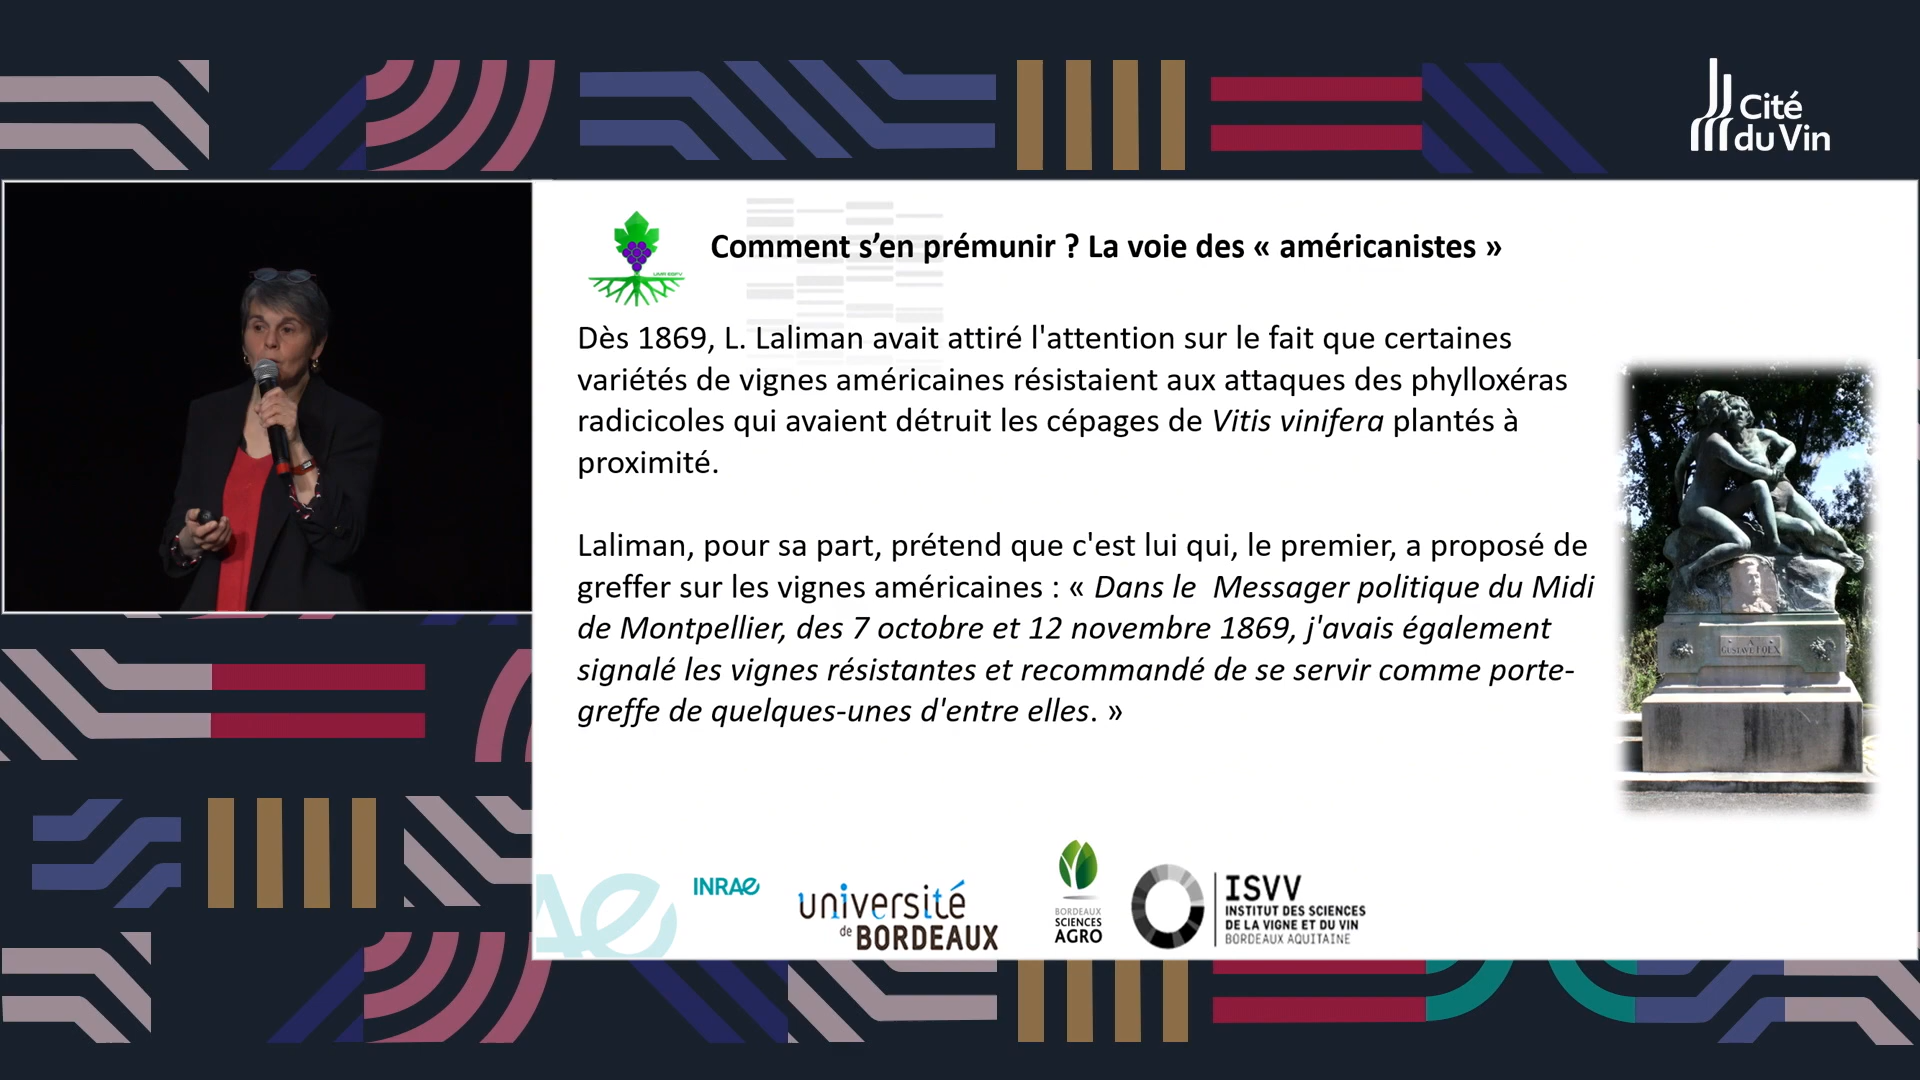 Cité
du Vin
UMR EGFV
Comment s’en prémunir ? La voie des « américanistes »
Dès 1869, L. Laliman avait attiré l'attention sur le fait que certaines
variétés de vignes américaines résistaient aux attaques des phylloxéras
radicicoles qui avaient détruit les cépages de Vitis vinifera plantés à
proximité.
Laliman, pour sa part, prétend que c'est lui qui, le premier, a proposé de
greffer sur les vignes américaines : « Dans le Messager politique du Midi
de Montpellier, des 7 octobre et 12 novembre 1869, j'avais également
signalé les vignes résistantes et recommandé de se servir comme porte-
greffe de quelques-unes d'entre elles. »
GUSTAVE FOEX
INRAE
université
de BORDEAUX
BORDEAUX
SCIENCES
AGRO
ISVV
INSTITUT DES SCIENCES
DE LA VIGNE ET DU VIN
BORDEAUX AQUITAINE